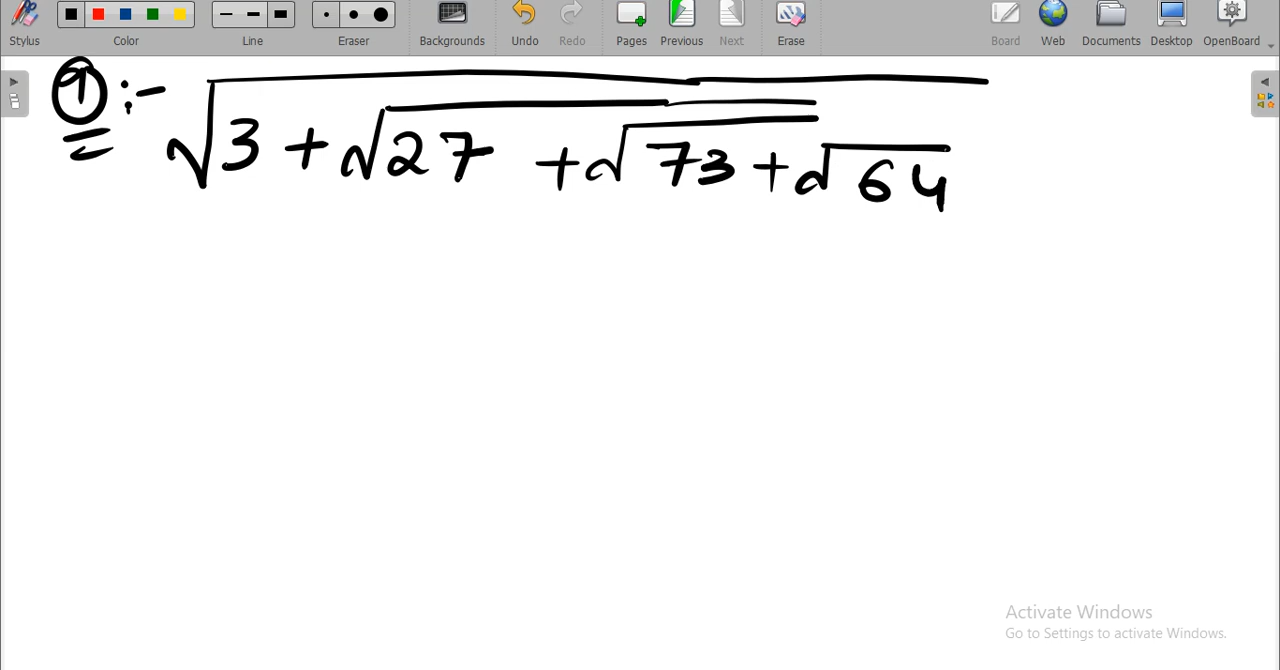 Stylus Color Line Eraser Backgrounds Undo Redo Pages Previous Next Erase Board Web Documents Desktop OpenBoard
① :- √3 + √27 + √73 + √64
Activate Windows
Go to Settings to activate Windows.